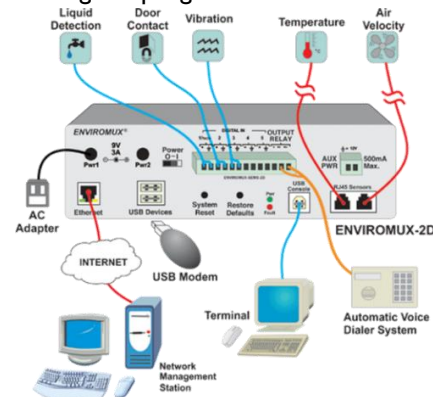 Liquid
Detection
Door
Contact
Vibration
Temperature
Air
Velocity
ENVIROMUX®
9V
3A
Pwr1
Pwr2
Power
O - I
DIGITAL IN
OUTPUT
RELAY
AUX
PWR
500mA
Max.
RJ45 Sensors
USB
Console
Pwr
Fault
Ethernet
USB Devices
System
Reset
Restore
Defaults
AC
Adapter
ENVIROMUX-2D
INTERNET
USB Modem
Terminal
Automatic Voice
Dialer System
Network
Management
Station